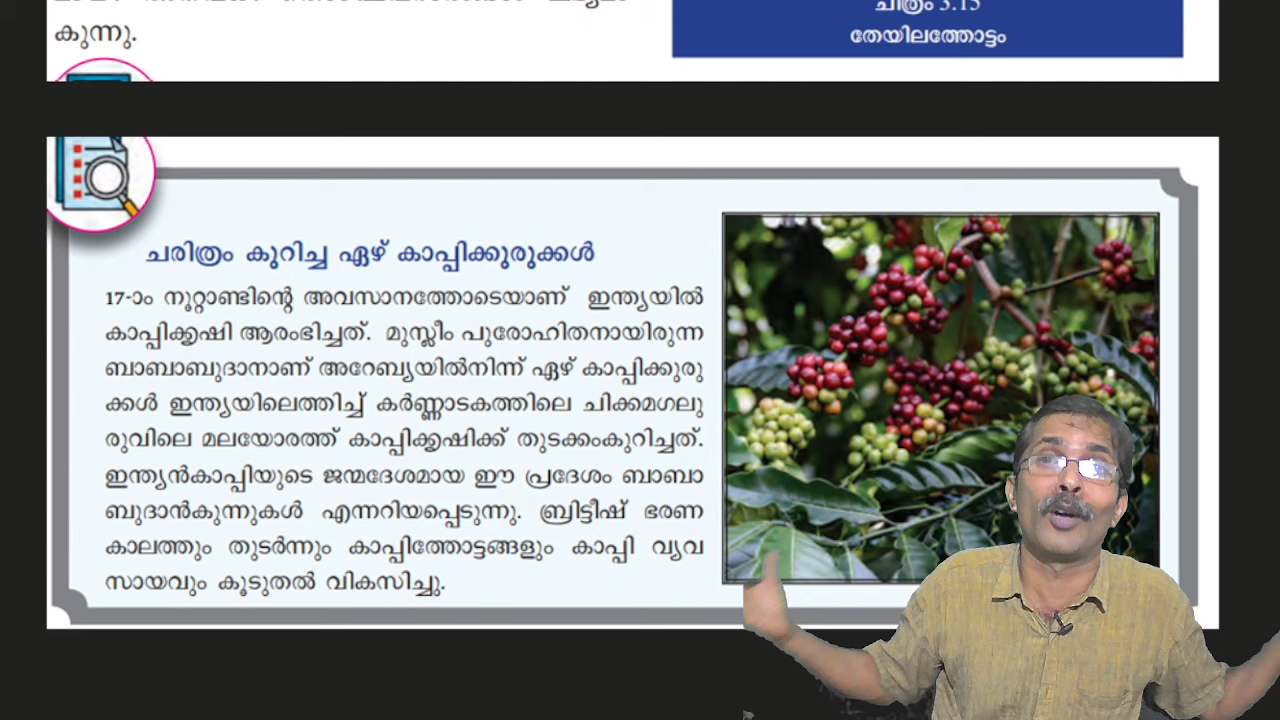 കുന്നു.
ചിത്രം 3.15
തേയിലത്തോട്ടം
ചരിത്രം കുറിച്ച ഏഴ് കാപ്പിക്കുരുക്കൾ
17-ാം നൂറ്റാണ്ടിന്റെ അവസാനത്തോടെയാണ് ഇന്ത്യയിൽ
കാപ്പിക്കൃഷി ആരംഭിച്ചത്. മുസ്ലീം പുരോഹിതനായിരുന്ന
ബാബാബുദാനാണ് അറേബ്യയിൽനിന്ന് ഏഴ് കാപ്പിക്കുരു
ക്കൾ ഇന്ത്യയിലെത്തിച്ച് കർണ്ണാടകത്തിലെ ചിക്കമഗലു
രുവിലെ മലയോരത്ത് കാപ്പിക്കൃഷിക്ക് തുടക്കംകുറിച്ചത്.
ഇന്ത്യൻകാപ്പിയുടെ ജന്മദേശമായ ഈ പ്രദേശം ബാബാ
ബുദാൻകുന്നുകൾ എന്നറിയപ്പെടുന്നു. ബ്രിട്ടീഷ് ഭരണ
കാലത്തും തുടർന്നും കാപ്പിത്തോട്ടങ്ങളും കാപ്പി വ്യവ
സായവും കൂടുതൽ വികസിച്ചു.